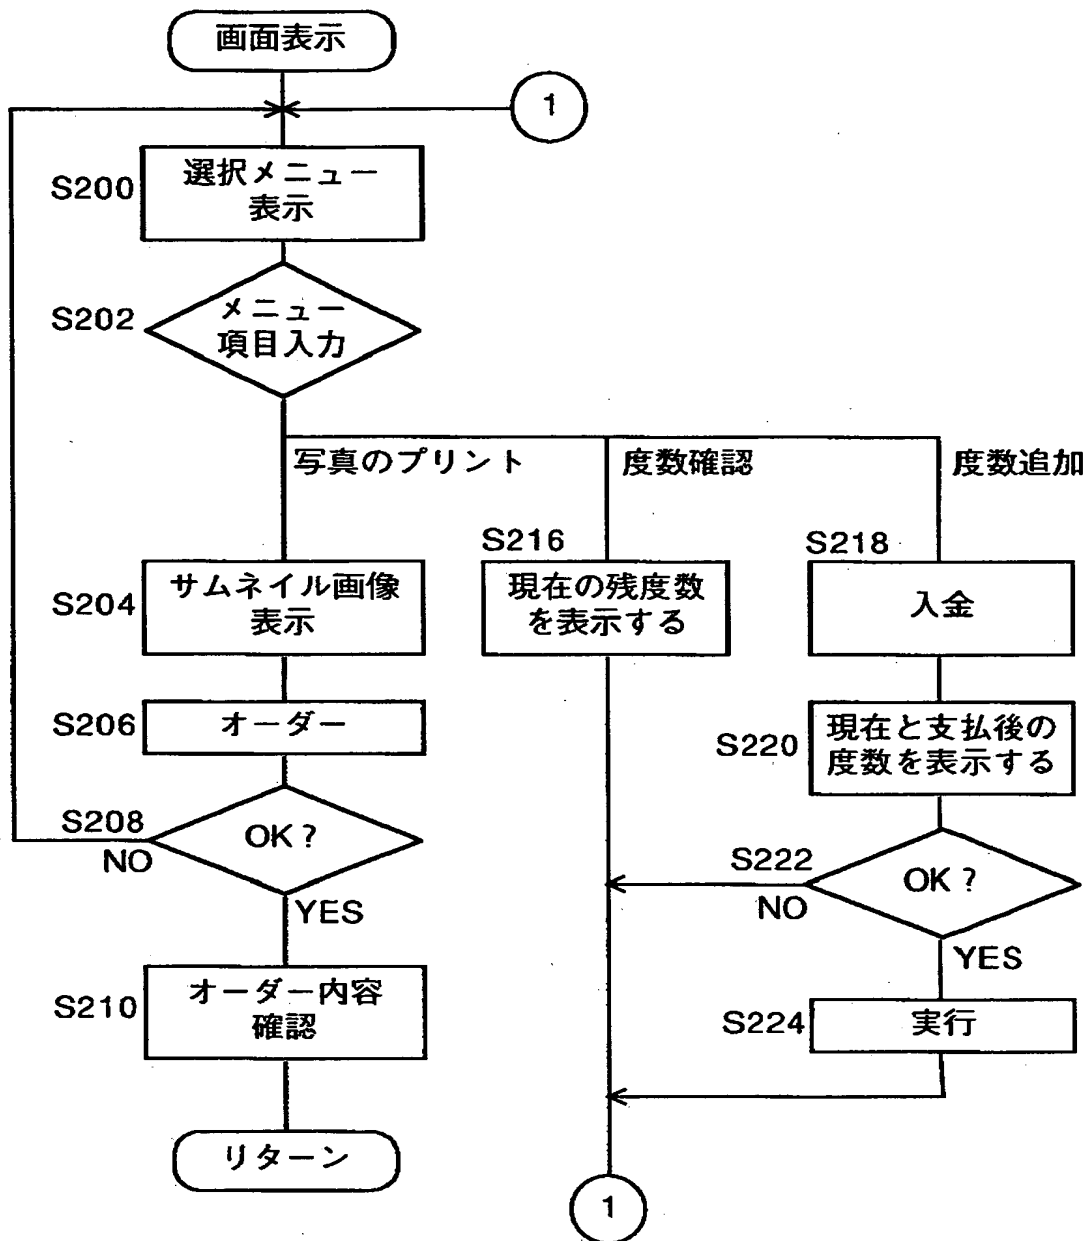 画面表示
1
S200
選択メニュー
表示
S202
メニュー
項目入力
写真のプリント
度数確認
度数追加
S204
サムネイル画像
表示
S216
現在の残度数
を表示する
S218
入金
S206
オーダー
S220
現在と支払後の
度数を表示する
S208
OK?
NO
YES
S222
OK?
NO
YES
S210
オーダー内容
確認
S224
実行
リターン
1